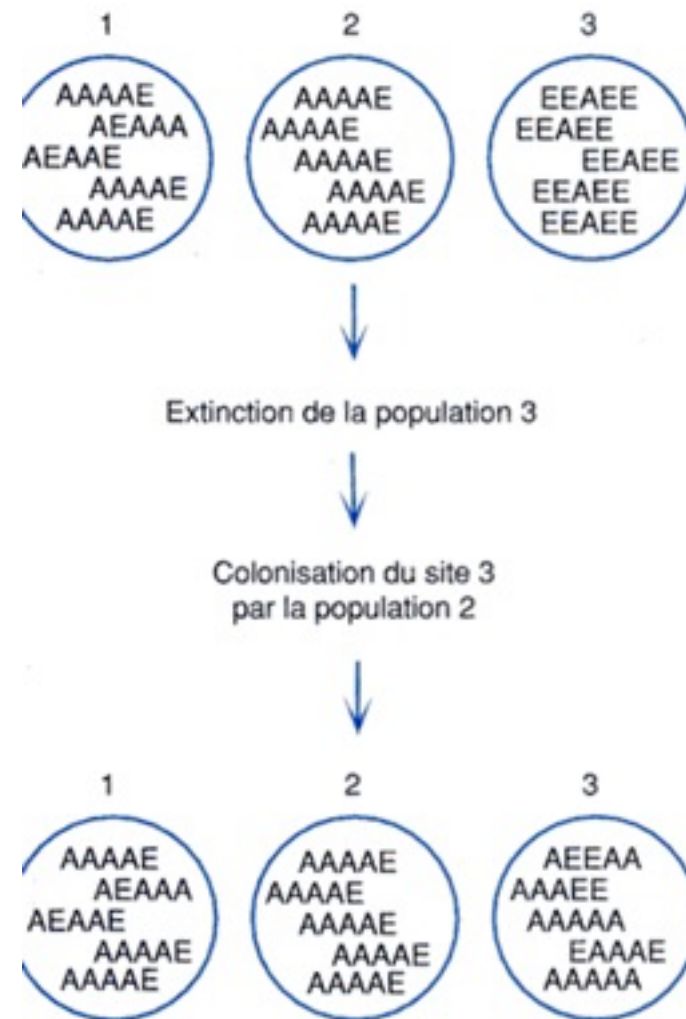 1 2 3
AAAAE AAAAE EEAEE
AEAAA AAAAE EEAEE
AEAAE AAAAE EEAEE
AAAAE AAAAE EEAEE
AAAAE AAAAE EEAEE
Extinction de la population 3
Colonisation du site 3
par la population 2
1 2 3
AAAAE AAAAE AEEAA
AEAAA AAAAE AAAEE
AEAAE AAAAE AAAAA
AAAAE AAAAE EAAAE
AAAAE AAAAE AAAAA